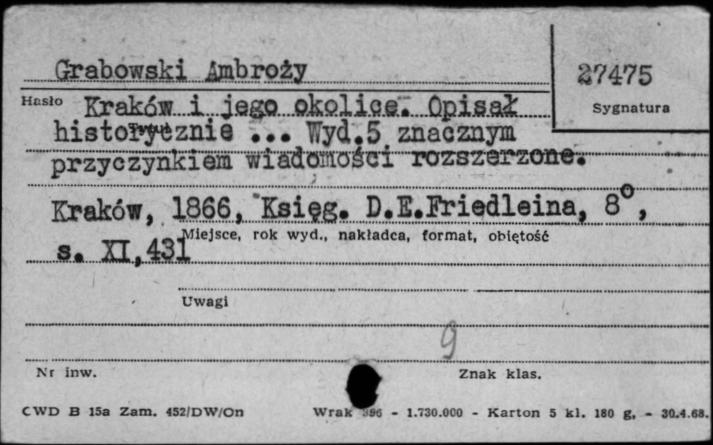 Grabowski Ambroży
27475
Hasło Kraków i jego okolice. Opisał
Sygnatura
historycznie ... Wyd.5 znacznym
przyczynkiem wiadomości rozszerzone.
Kraków, 1866, Księg. D.E.Friedleina, 8°,
Miejsce, rok wyd., nakładca, format, objętość
s. XI,431
Uwagi
9
Nr inw.
Znak klas.
CWD B 15a Zam. 452/DW/On
Wrak 396 - 1.730.000 - Karton 5 kl. 180 g, - 30.4.68.